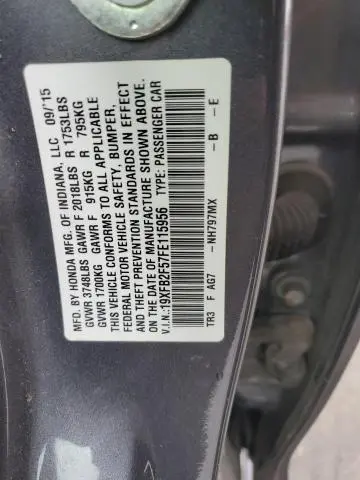 MFD. BY HONDA MFG. OF INDIANA, LLC 09/'15
GVWR 3748LBS GAWR F 2018LBS R 1753LBS
GVWR 1700KG GAWR F 915KG R 795KG
THIS VEHICLE CONFORMS TO ALL APPLICABLE
FEDERAL MOTOR VEHICLE SAFETY, BUMPER,
AND THEFT PREVENTION STANDARDS IN EFFECT
ON THE DATE OF MANUFACTURE SHOWN ABOVE.
V.I.N.:19XFB2F57FE115956 TYPE: PASSENGER CAR
TR3 F AG7 -NH797MX -B -E